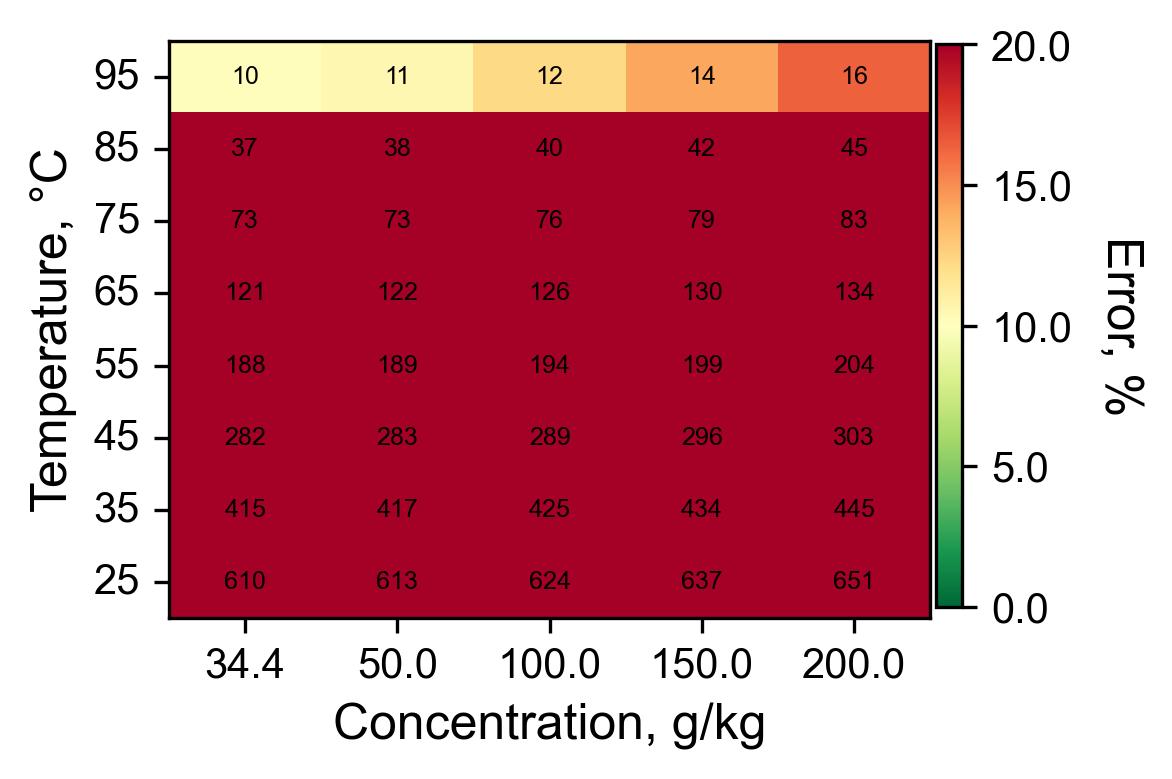 Temperature, °C
95 10 11 12 14 16
85 37 38 40 42 45
75 73 73 76 79 83
65 121 122 126 130 134
55 188 189 194 199 204
45 282 283 289 296 303
35 415 417 425 434 445
25 610 613 624 637 651
34.4 50.0 100.0 150.0 200.0
Concentration, g/kg
20.0
15.0
10.0
5.0
0.0
Error, %